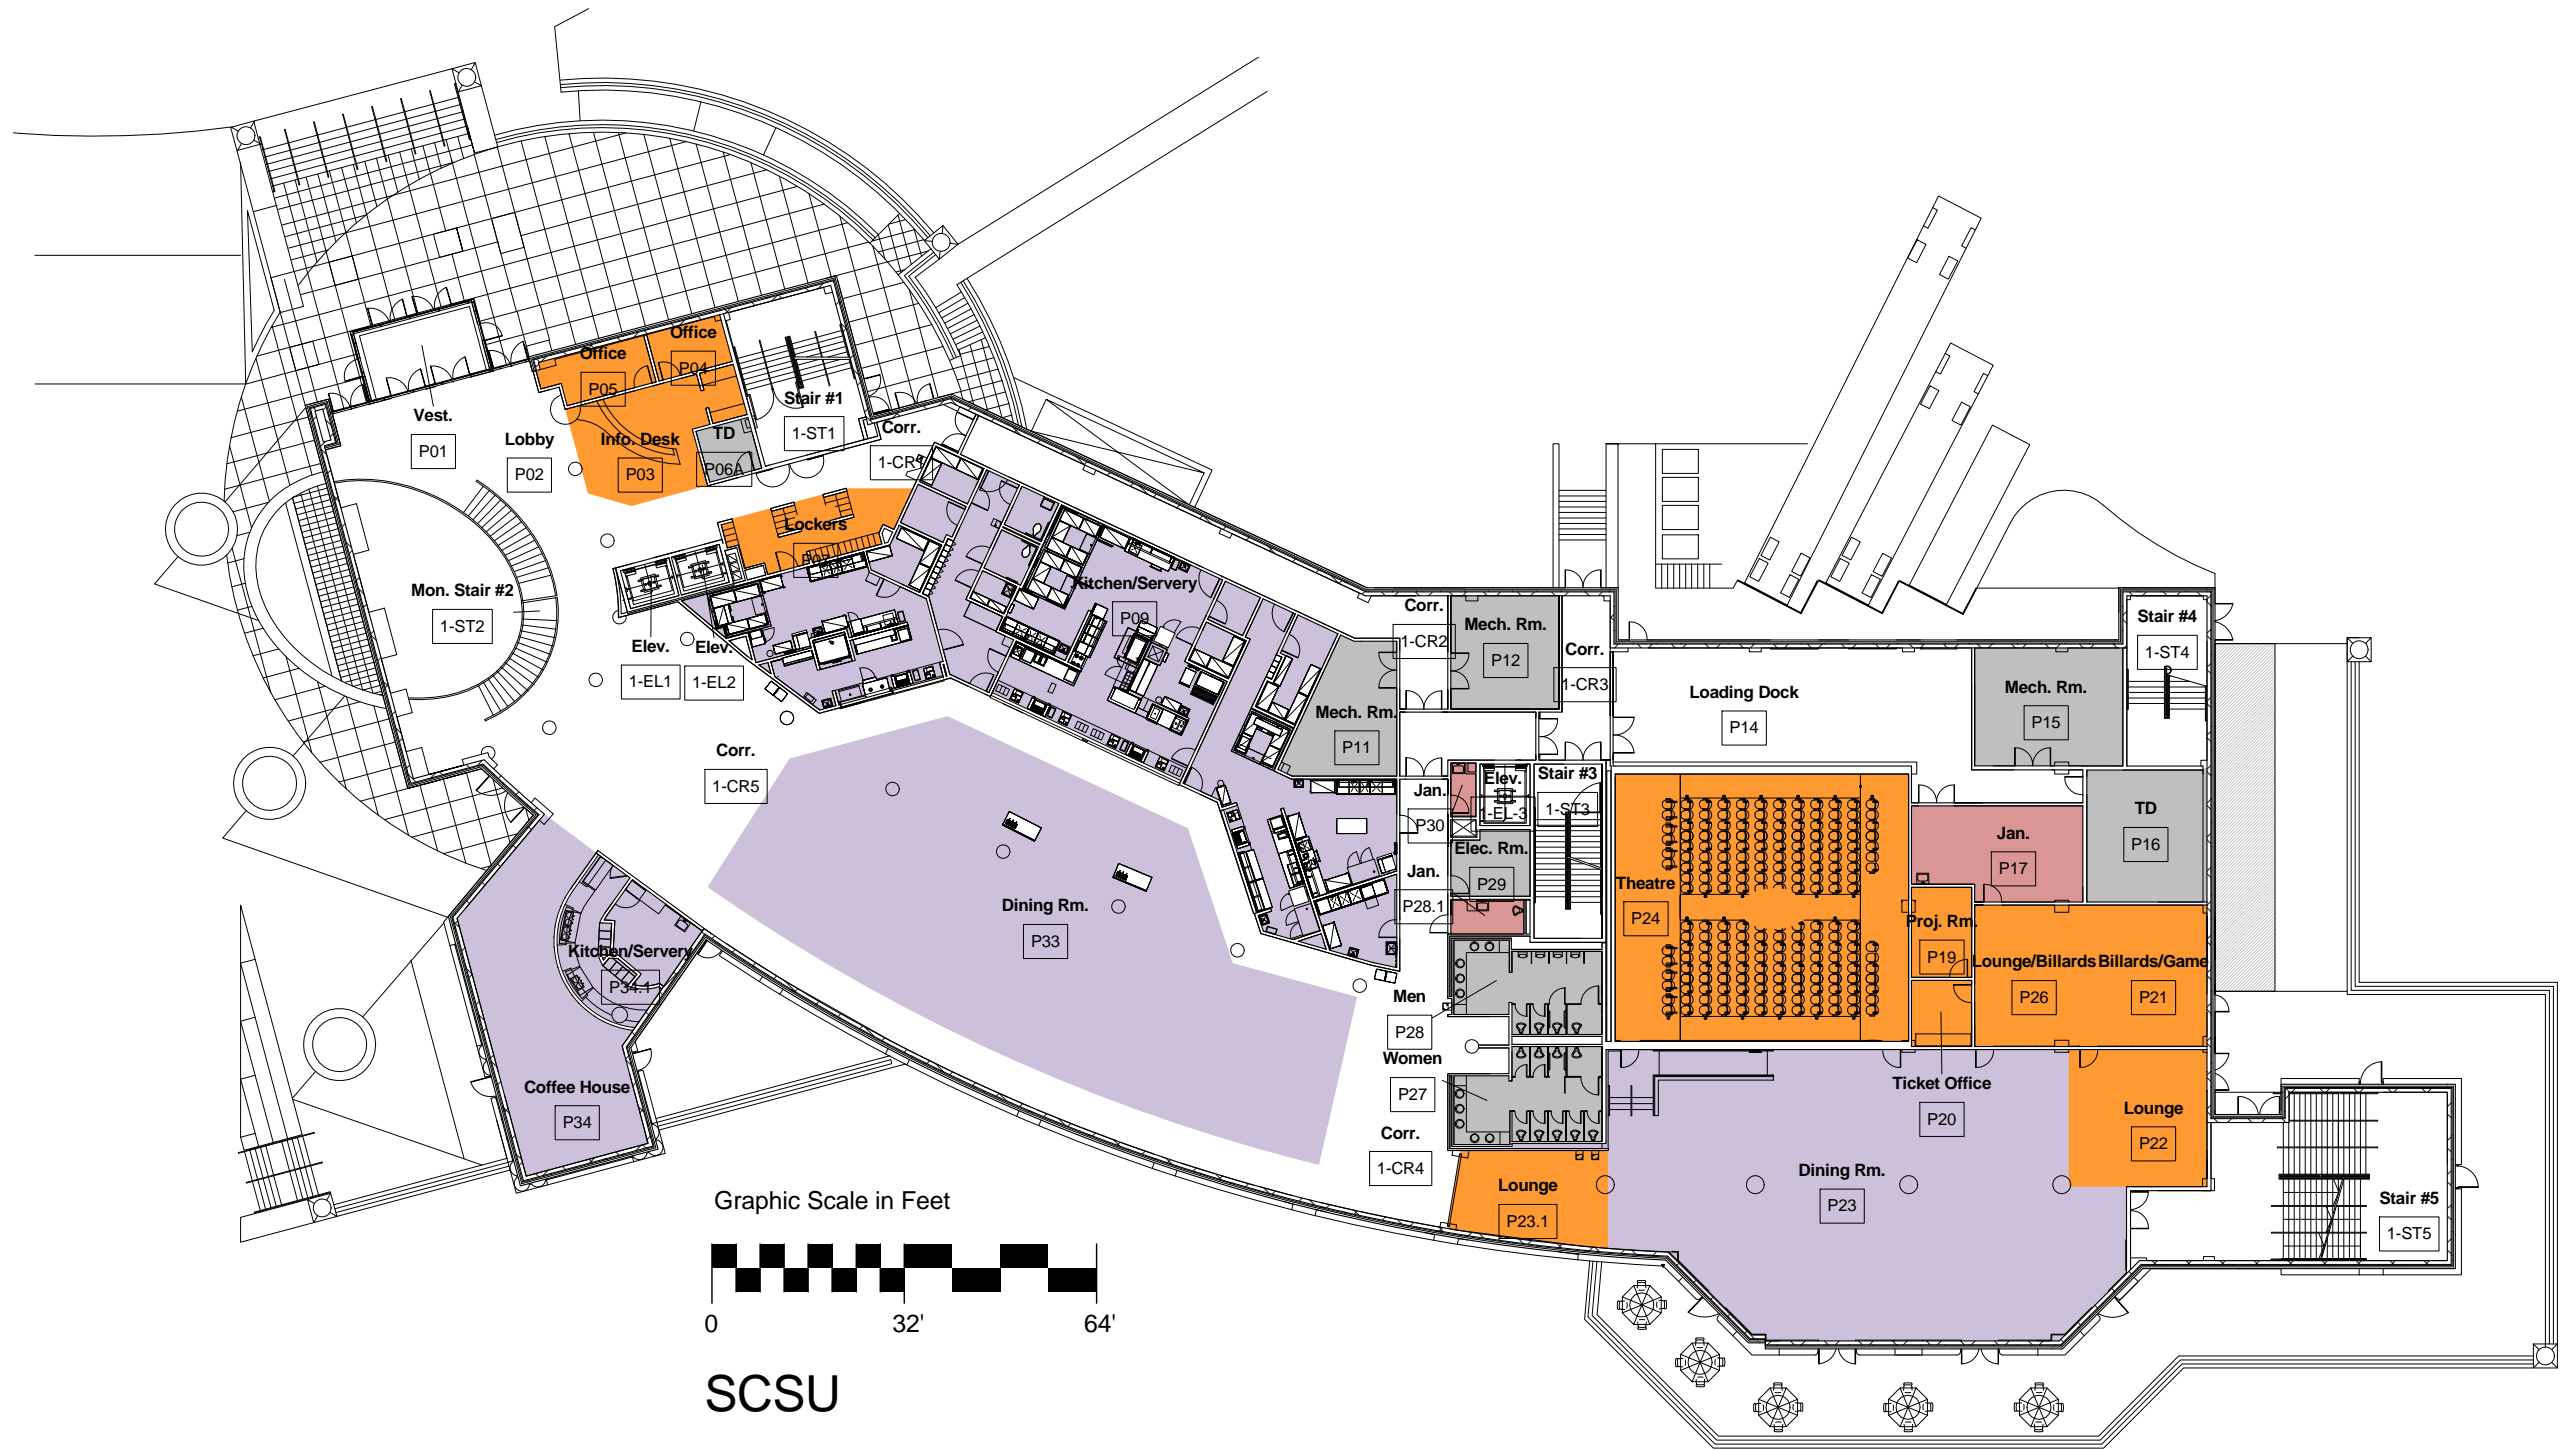 Office
P04
Office
P05
Stair #1
1-ST1
Vest.
P01
Lobby
P02
Info. Desk
P03
TD
P06A
Corr.
1-CR1
Lockers
Mon. Stair #2
1-ST2
Elev.
1-EL1
Elev.
1-EL2
Kitchen/Servery
P09
Corr.
1-CR2
Mech. Rm.
P12
Corr.
1-CR3
Mech. Rm.
P11
Loading Dock
P14
Mech. Rm.
P15
Stair #4
1-ST4
Corr.
1-CR5
Jan.
P30
Elev.
1-EL-3
Stair #3
1-ST3
Elec. Rm.
P29
Jan.
P28.1
Theatre
P24
Jan.
P17
TD
P16
Proj. Rm.
P19
Lounge/Billards
P26
Billards/Game
P21
Dining Rm.
P33
Kitchen/Servery
P34.1
Coffee House
P34
Men
P28
Women
P27
Corr.
1-CR4
Ticket Office
P20
Lounge
P22
Lounge
P23.1
Dining Rm.
P23
Stair #5
1-ST5
Graphic Scale in Feet
0 32' 64'
SCSU